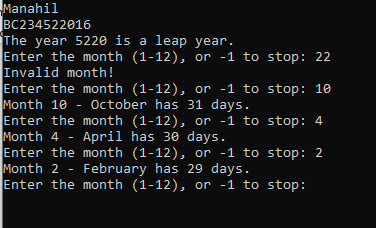 Manahil
BC234522016
The year 5220 is a leap year.
Enter the month (1-12), or -1 to stop: 22
Invalid month!
Enter the month (1-12), or -1 to stop: 10
Month 10 - October has 31 days.
Enter the month (1-12), or -1 to stop: 4
Month 4 - April has 30 days.
Enter the month (1-12), or -1 to stop: 2
Month 2 - February has 29 days.
Enter the month (1-12), or -1 to stop: